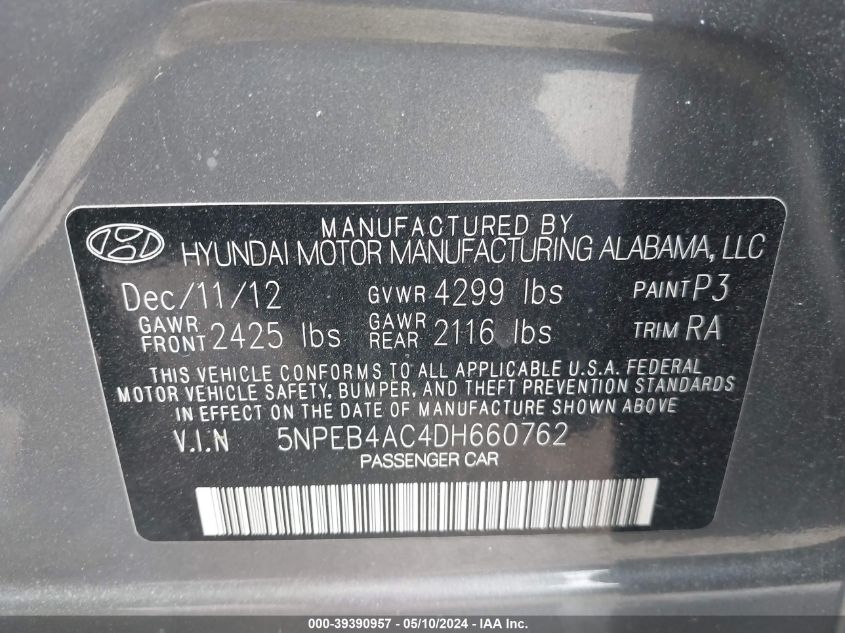 MANUFACTURED BY
HYUNDAI MOTOR MANUFACTURING ALABAMA, LLC
Dec/11/12 GVWR 4299 lbs PAINT P3
GAWR FRONT 2425 lbs GAWR REAR 2116 lbs TRIM RA
THIS VEHICLE CONFORMS TO ALL APPLICABLE U.S.A. FEDERAL
MOTOR VEHICLE SAFETY, BUMPER, AND THEFT PREVENTION STANDARDS
IN EFFECT ON THE DATE OF MANUFACTURE SHOWN ABOVE.
V.I.N 5NPEB4AC4DH660762
PASSENGER CAR
000-39390957 - 05/10/2024 - IAA Inc.